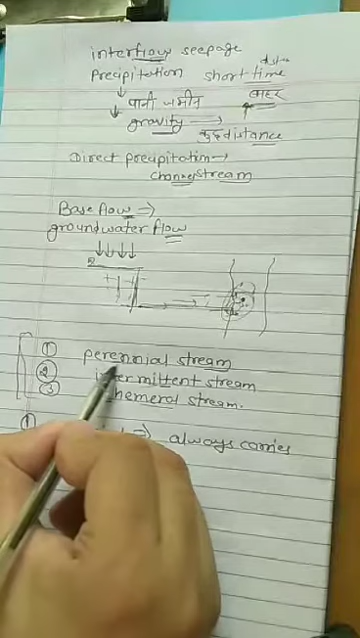 interflow seepage
precipitation short-time
↓ पानी जमीन बाहर
↓ gravity → कुछ distance
Direct precipitation →
channel stream
Base flow ⇒
groundwater flow
① perennial stream
② intermittent stream
③ ephemeral stream.
① ⇒ always carries